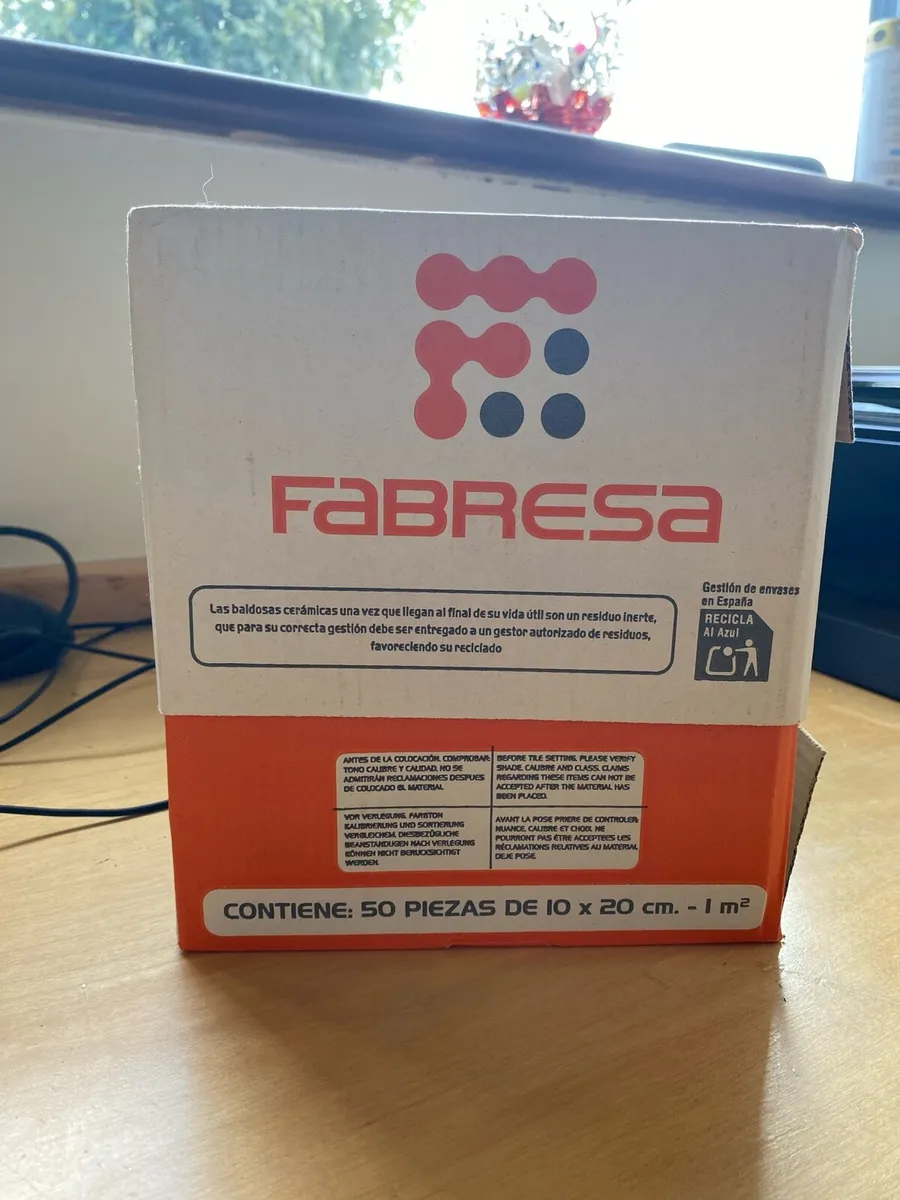 FABRESA
Las baldosas cerámicas una vez que llegan al final de su vida útil son un residuo inerte,
que para su correcta gestión debe ser entregado a un gestor autorizado de residuos,
favoreciendo su reciclado
Gestión de envases
en España
RECICLA
Al Azul
ANTES DE LA COLOCACIÓN, COMPROBAR:
TONO CALIBRE Y CALIDAD. NO SE
ADMITIRÁN RECLAMACIONES DESPUES
DE COLOCADO EL MATERIAL
BEFORE TILE SETTING. PLEASE VERIFY
SHADE, CALIBRE AND CLASS. CLAIMS
REGARDING THESE ITEMS CAN NOT BE
ACCEPTED AFTER THE MATERIAL HAS
BEEN PLACED.
VOR VERLEGUNG. FARBTON
KALIBRIERUNG UND SORTIERUNG
VERGLEICHEN. DIESBEZÜGLICHE
BEANSTANDUGEN NACH VERLEGUNG
KÖNNEN NICHT BERUCKSICHTIGT
WERDEN.
AVANT LA POSE PRIERE DE CONTROLER:
NUANCE, CALIBRE ET CHOIX. NE
POURRONT PAS ÊTRE ACCEPTEES LES
RÉCLAMATIONS RELATIVES AU MATERIAL
DEJE POSE.
CONTIENE: 50 PIEZAS DE 10 x 20 cm. - 1 m²